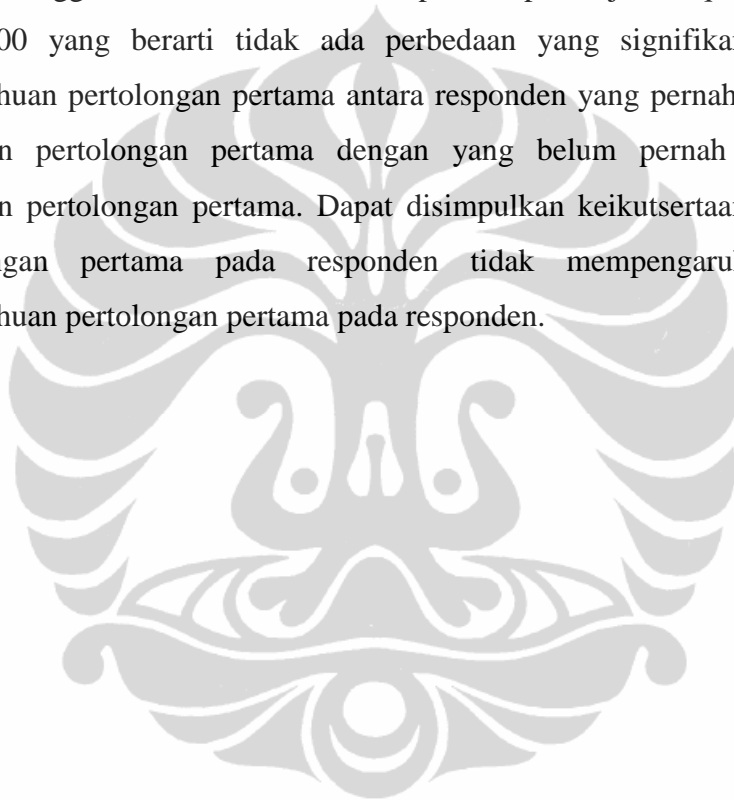 00 yang berarti tidak ada perbedaan yang signifikan
huan pertolongan pertama antara responden yang pernah
n pertolongan pertama dengan yang belum pernah
n pertolongan pertama. Dapat disimpulkan keikutsertaan
ngan pertama pada responden tidak mempengaruh
huan pertolongan pertama pada responden.